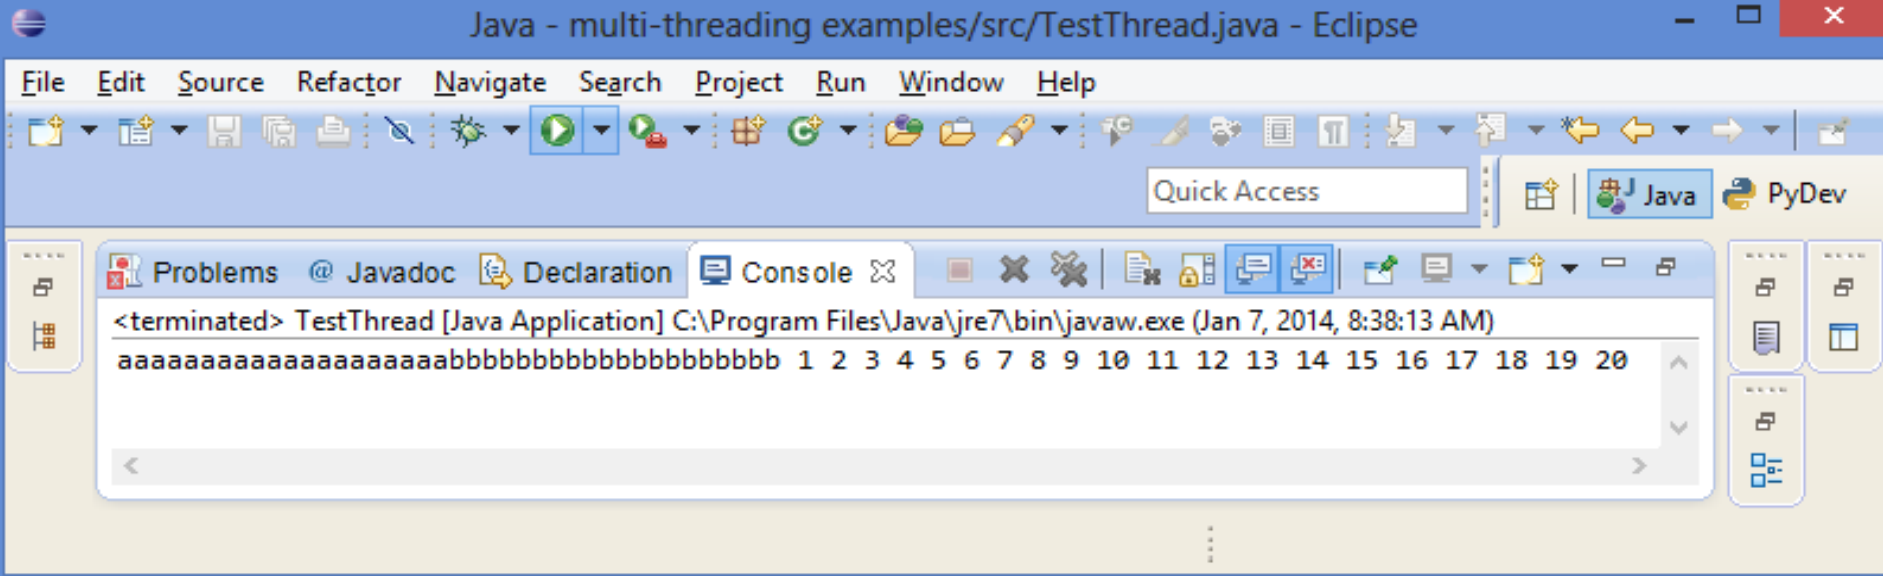 Java - multi-threading examples/src/TestThread.java - Eclipse
File Edit Source Refactor Navigate Search Project Run Window Help
Quick Access Java PyDev
Problems @ Javadoc Declaration Console
<terminated> TestThread [Java Application] C:\Program Files\Java\jre7\bin\javaw.exe (Jan 7, 2014, 8:38:13 AM)
aaaaaaaaaaaaaaaaaaaabbbbbbbbbbbbbbbbbbbb 1 2 3 4 5 6 7 8 9 10 11 12 13 14 15 16 17 18 19 20